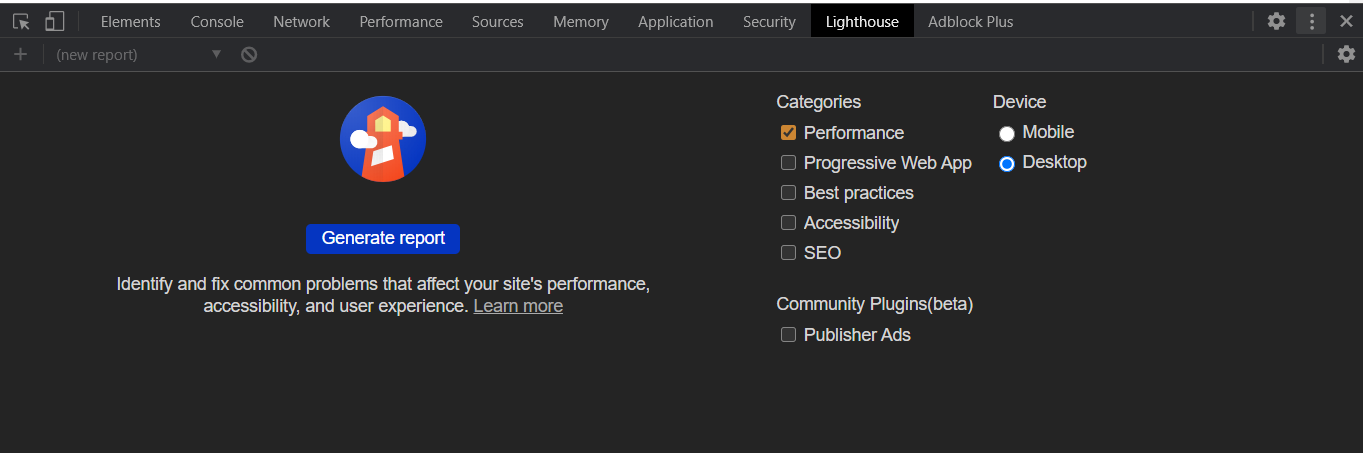 Elements Console Network Performance Sources Memory Application Security Lighthouse Adblock Plus
(new report)
Generate report
Identify and fix common problems that affect your site's performance,
accessibility, and user experience. Learn more
Categories
Performance
Progressive Web App
Best practices
Accessibility
SEO
Community Plugins(beta)
Publisher Ads
Device
Mobile
Desktop